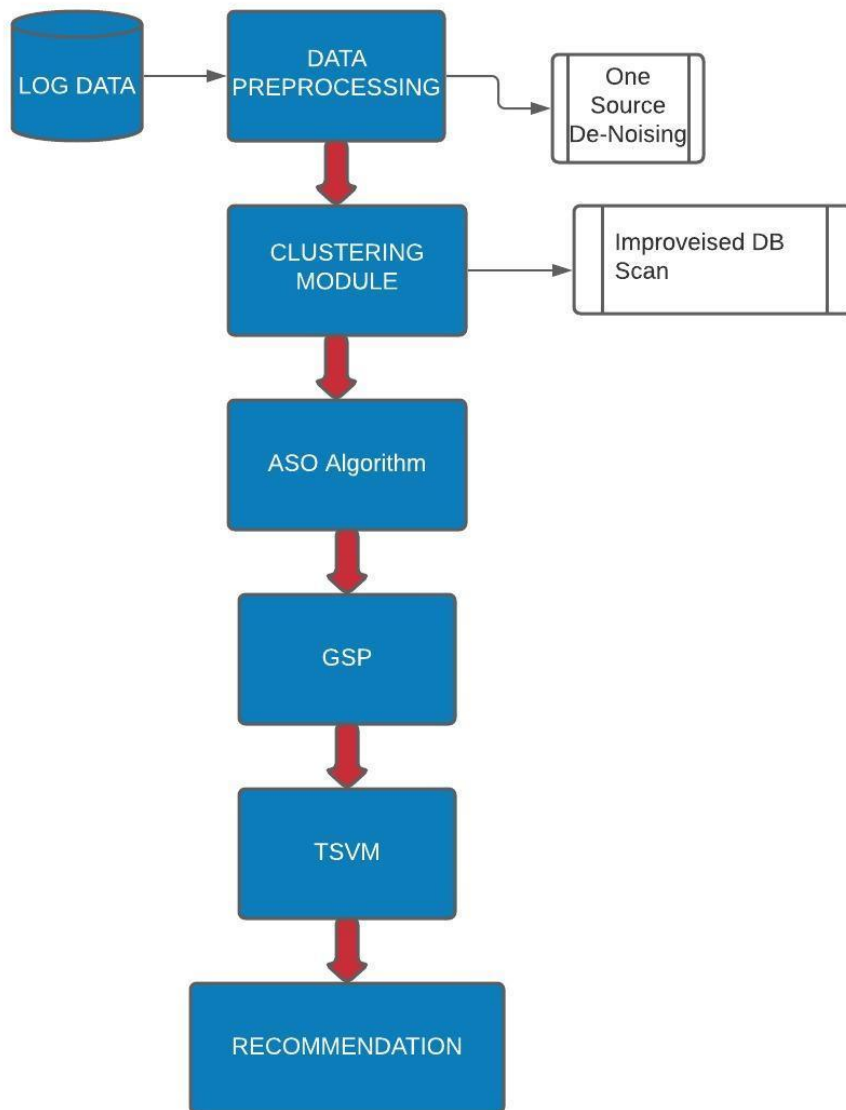 LOG DATA
DATA
PREPROCESSING
One
Source
De-Noising
CLUSTERING
MODULE
Improveised DB
Scan
ASO Algorithm
GSP
TSVM
RECOMMENDATION